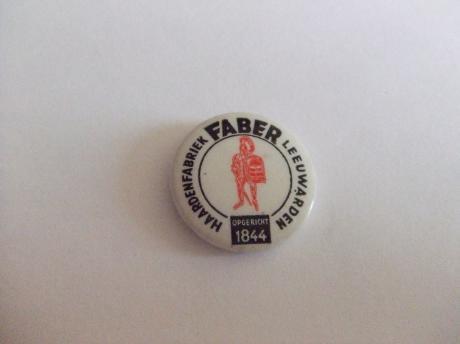 FABER
HAARDENFABRIEK LEEUWARDEN
OPGERICHT
1844